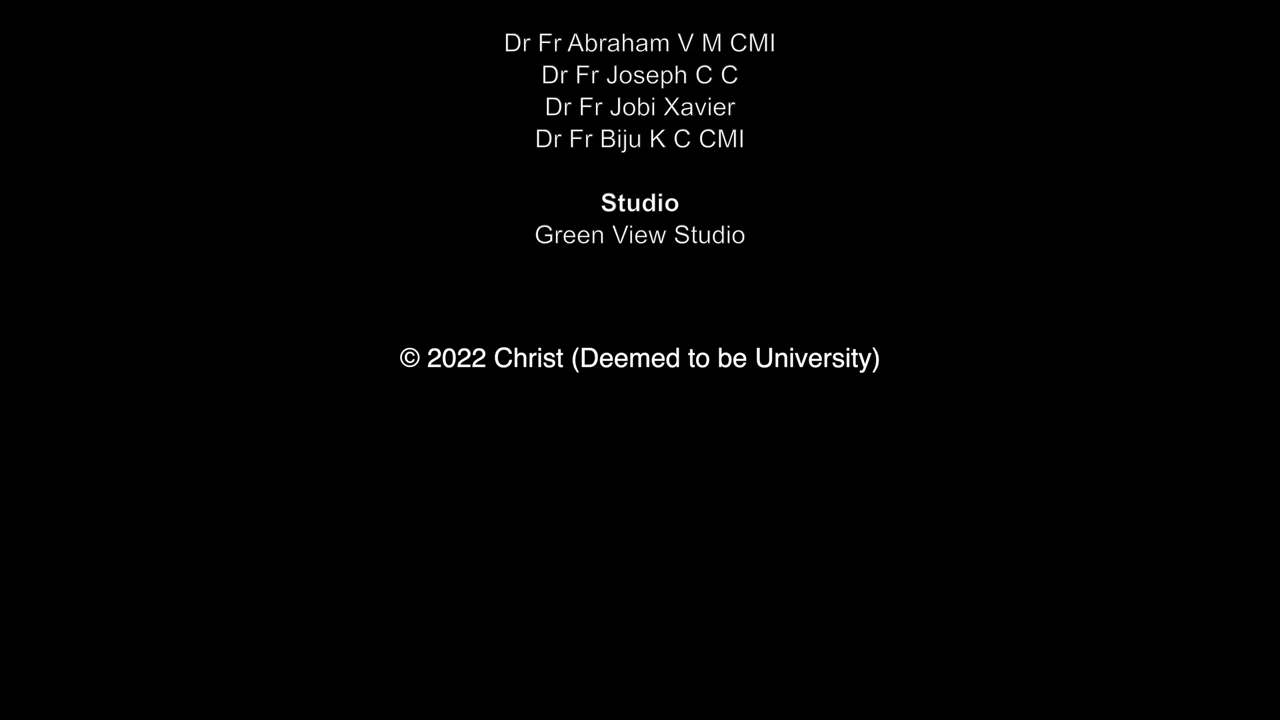 Dr Fr Abraham V M CMI
Dr Fr Joseph C C
Dr Fr Jobi Xavier
Dr Fr Biju K C CMI
Studio
Green View Studio
© 2022 Christ (Deemed to be University)